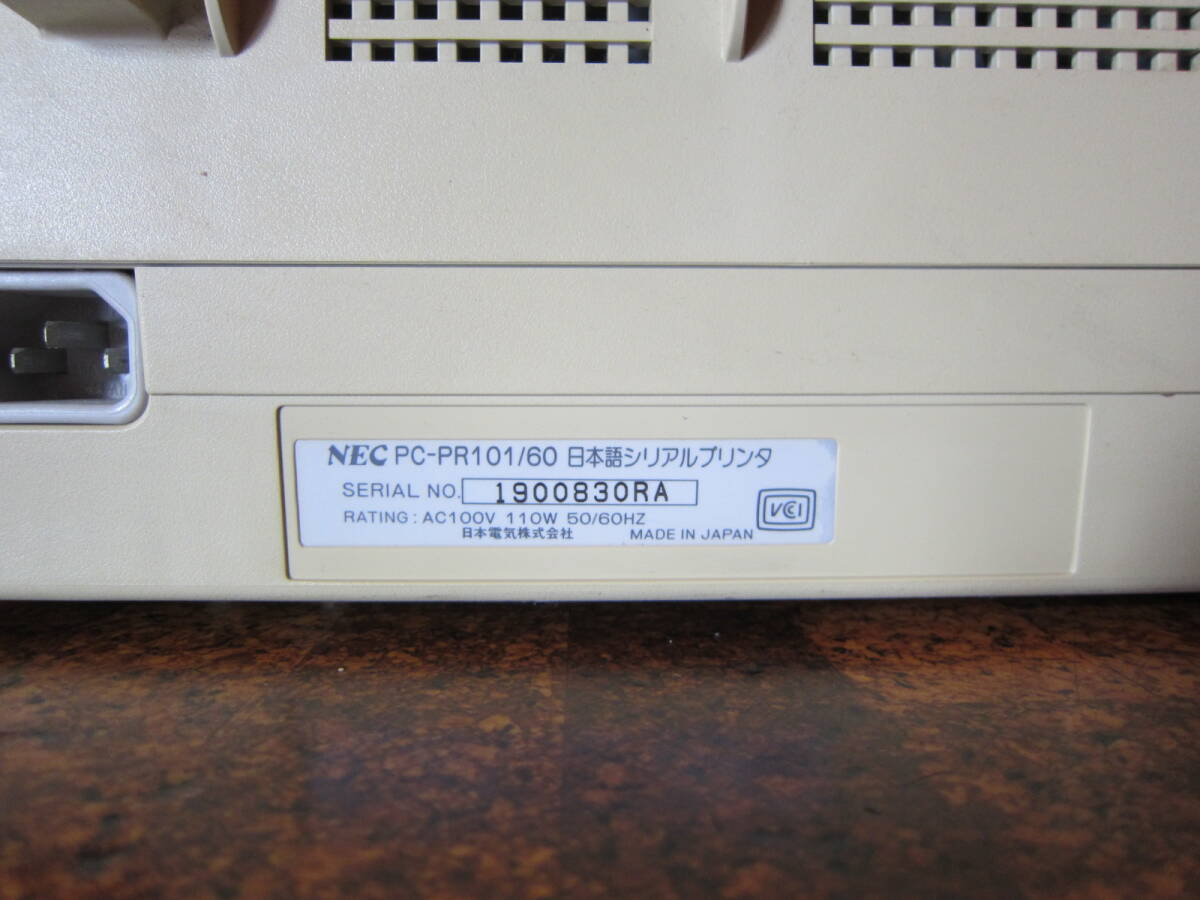 NEC PC-PR101/60 日本語シリアルプリンタ
SERIAL NO. 1900830RA
RATING : AC100V 110W 50/60HZ
日本電気株式会社 MADE IN JAPAN
VCCI